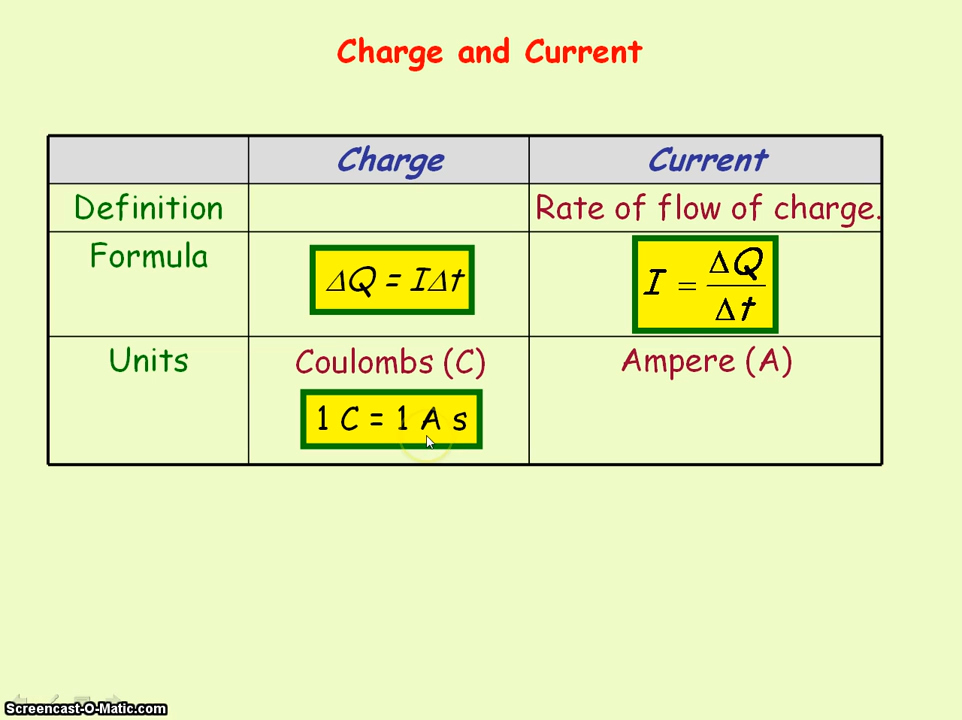 Charge and Current
Charge Current
Definition Rate of flow of charge.
Formula ΔQ = IΔt I = ΔQ/Δt
Units Coulombs (C) Ampere (A)
1 C = 1 A s
Screencast-O-Matic.com